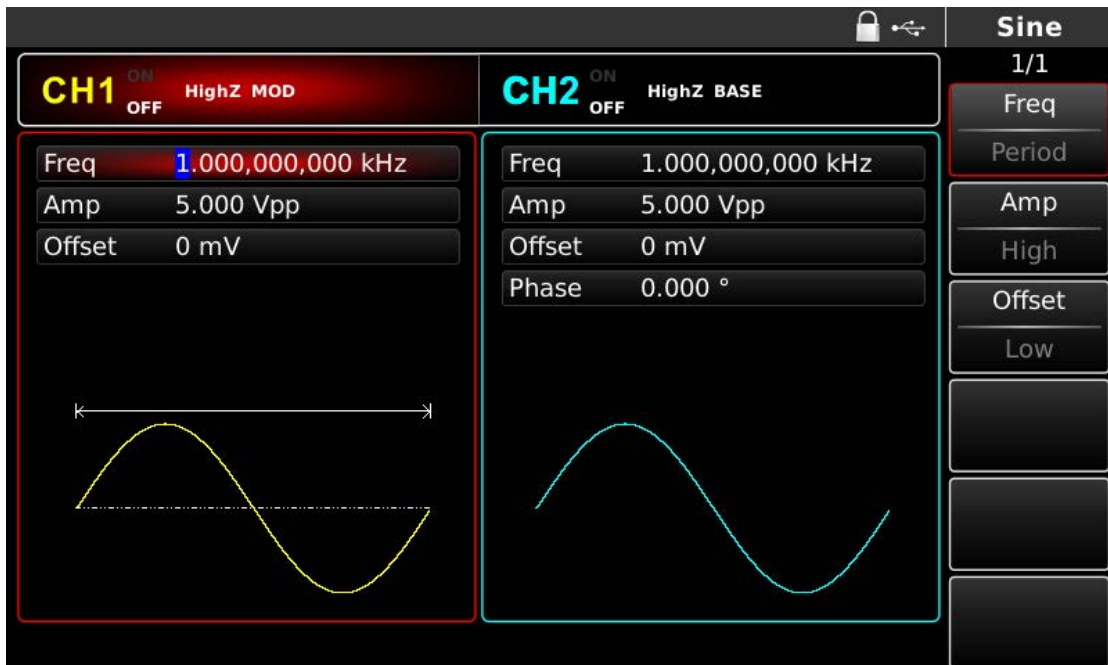 Sine
1/1
CH1 ON OFF HighZ MOD
CH2 ON OFF HighZ BASE
Freq 1.000,000,000 kHz
Amp 5.000 Vpp
Offset 0 mV
Freq 1.000,000,000 kHz
Amp 5.000 Vpp
Offset 0 mV
Phase 0.000 °
Freq
Period
Amp
High
Offset
Low